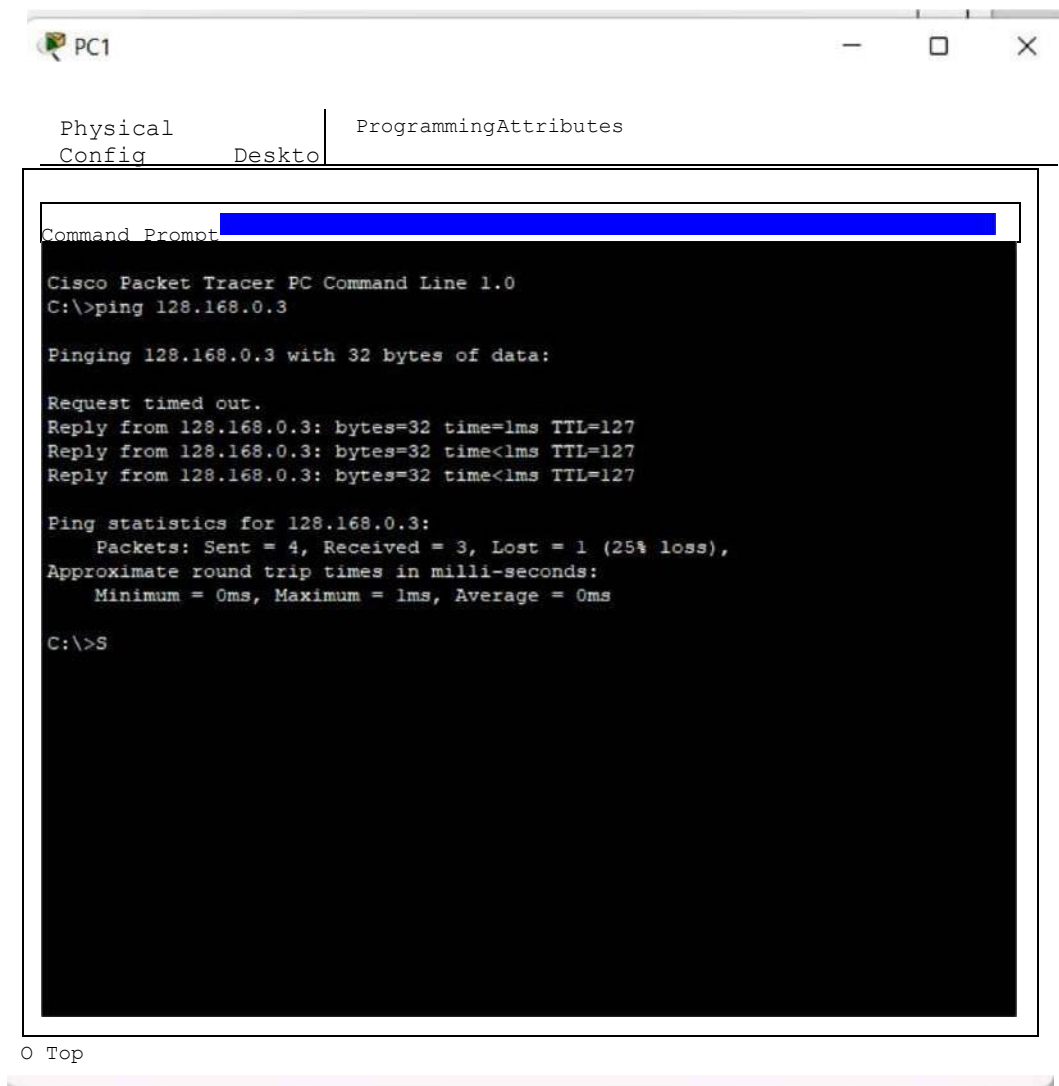 PC1
Physical
Config Deskto
ProgrammingAttributes
Command Prompt
Cisco Packet Tracer PC Command Line 1.0
C:\>ping 128.168.0.3
Pinging 128.168.0.3 with 32 bytes of data:
Request timed out.
Reply from 128.168.0.3: bytes=32 time=1ms TTL=127
Reply from 128.168.0.3: bytes=32 time<1ms TTL=127
Reply from 128.168.0.3: bytes=32 time<1ms TTL=127
Ping statistics for 128.168.0.3:
Packets: Sent = 4, Received = 3, Lost = 1 (25% loss),
Approximate round trip times in milli-seconds:
Minimum = 0ms, Maximum = 1ms, Average = 0ms
C:\>S
O Top